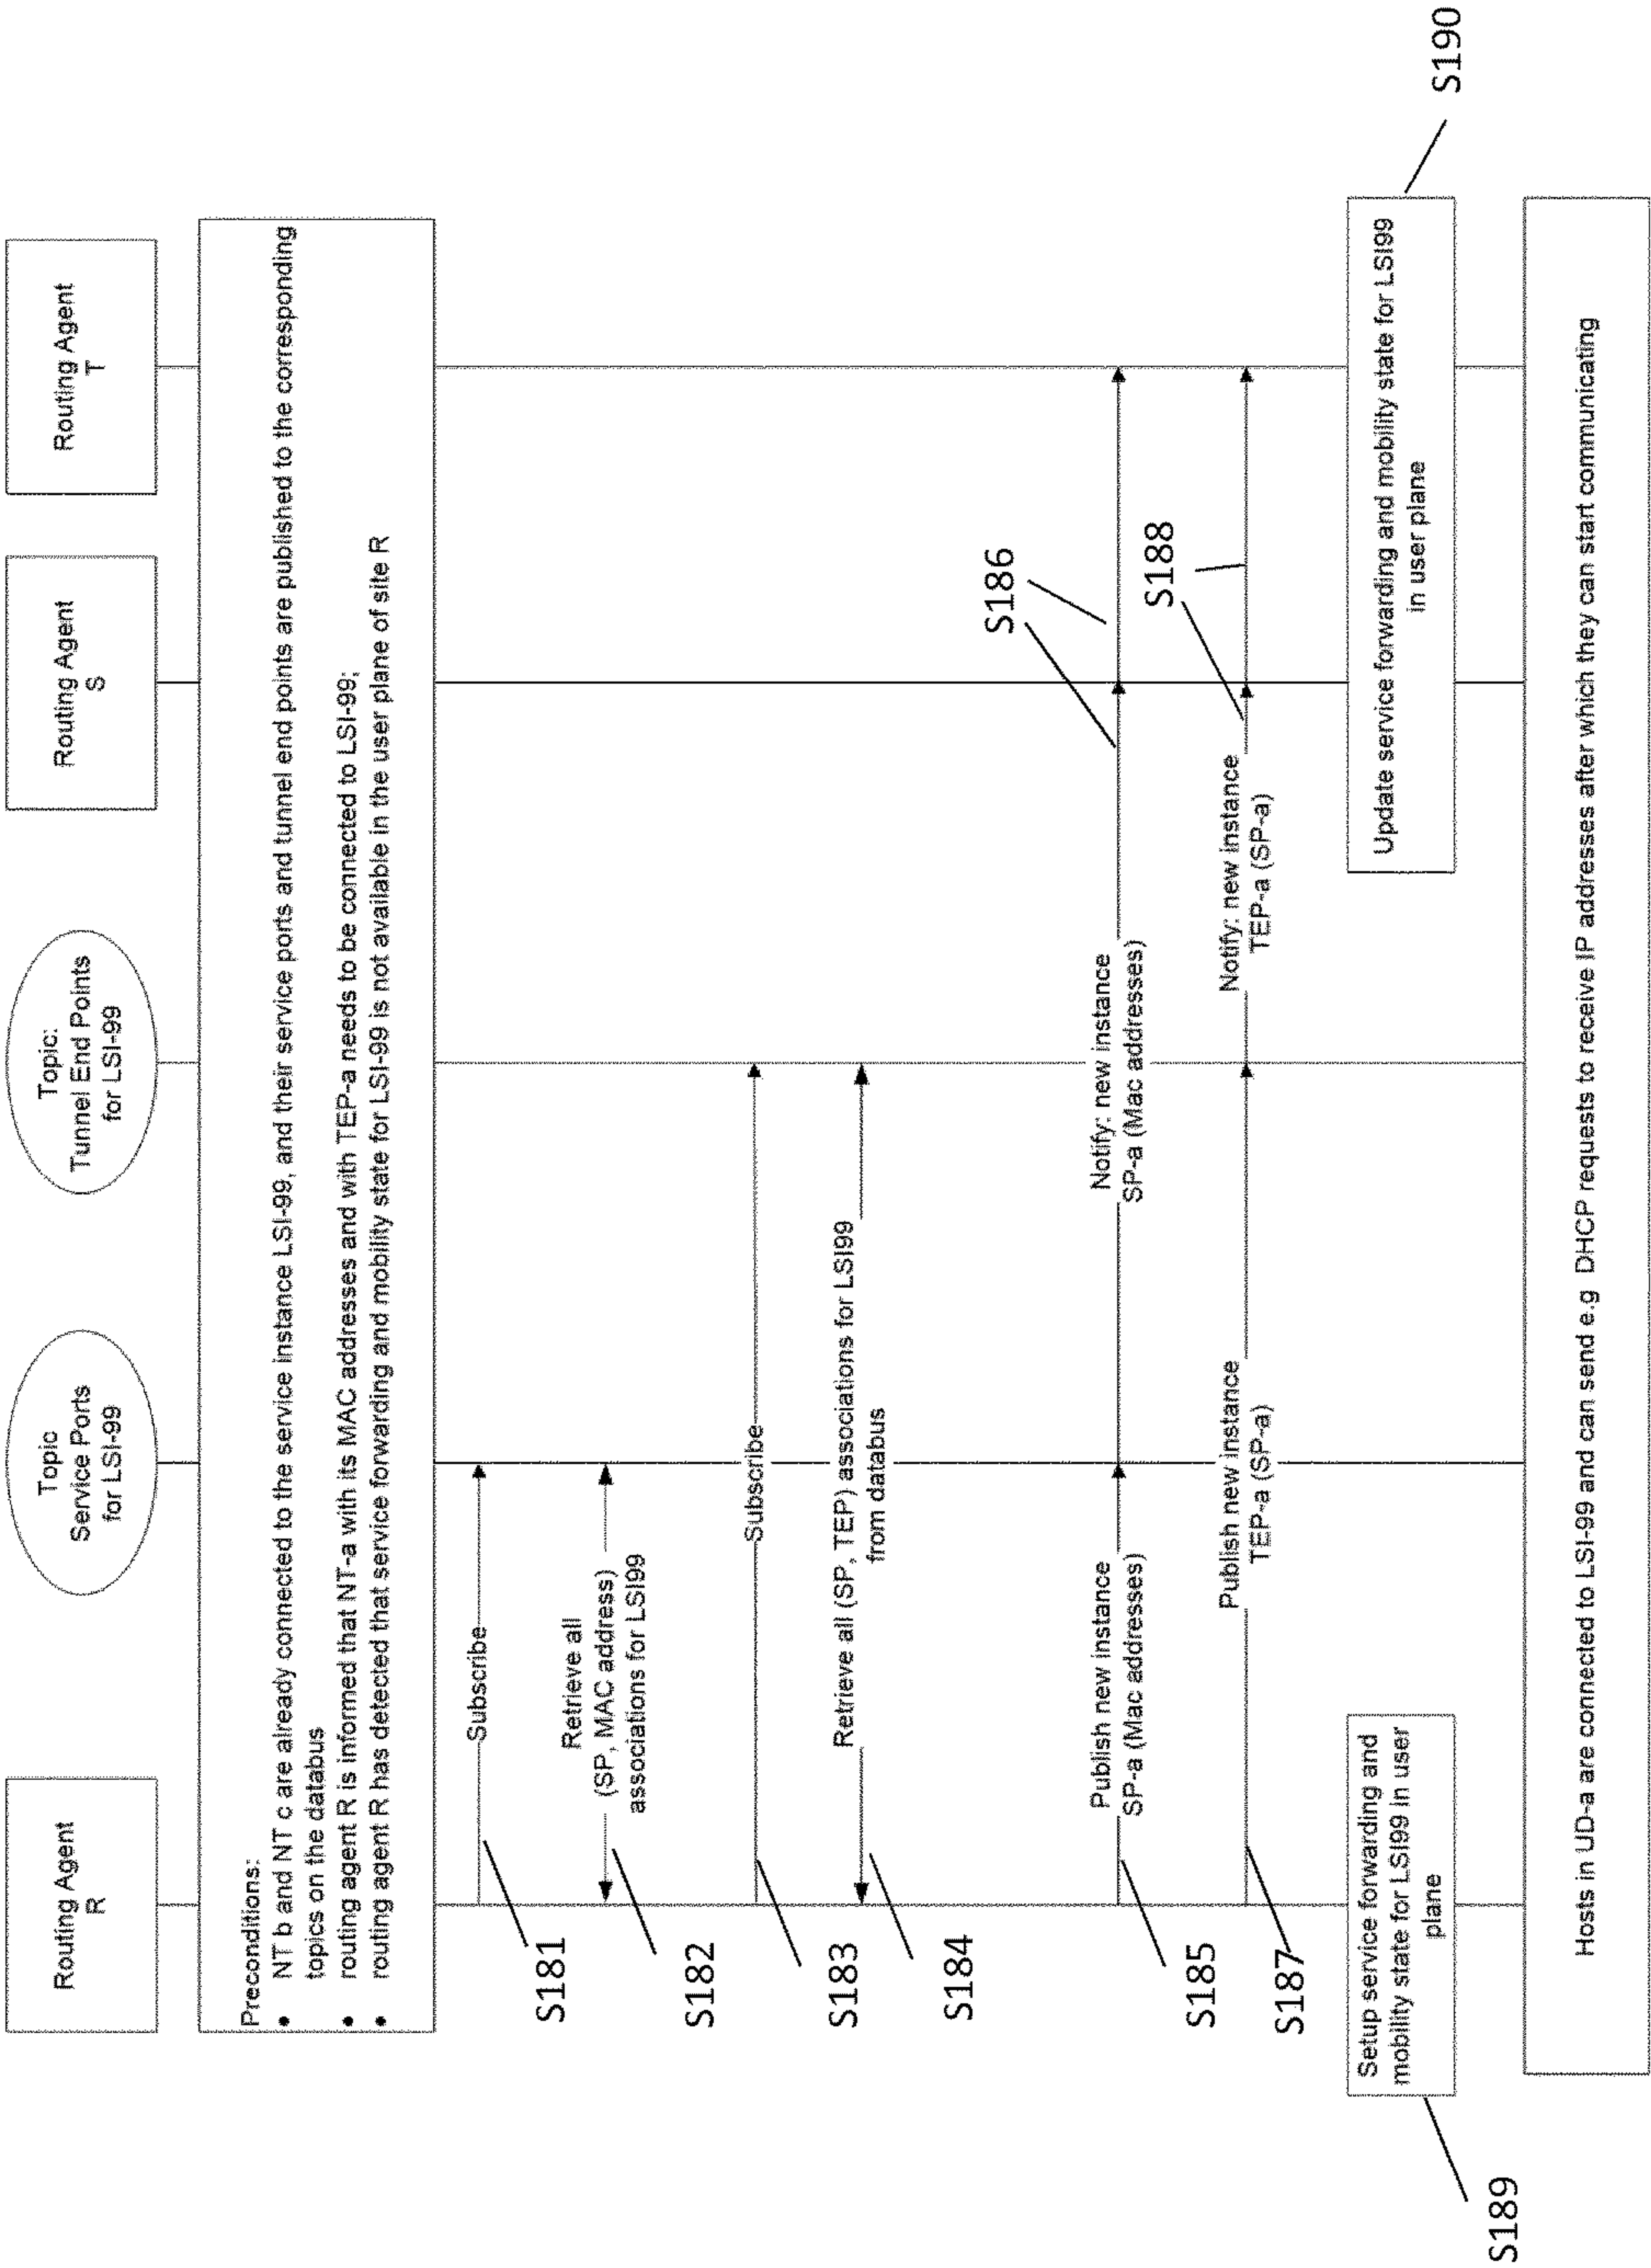 Routing Agent
R
Topic
Service Ports
for LSI-99
Topic:
Tunnel End Points
for LSI-99
Routing Agent
S
Routing Agent
T
Preconditions:
• NT b and NT c are already connected to the service instance LSI-99, and their service ports and tunnel end points are published to the corresponding
topics on the databus
• routing agent R is informed that NT-a with its MAC addresses and with TEP-a needs to be connected to LSI-99;
• routing agent R has detected that service forwarding and mobility state for LSI-99 is not available in the user plane of site R
Subscribe
S181
Retrieve all
(SP, MAC address)
associations for LSI99
S182
Subscribe
S183
Retrieve all (SP, TEP) associations for LSI99
from databus
S184
Publish new instance
SP-a (Mac addresses)
S185
Notify: new instance
SP-a (Mac addresses)
S186
Publish new instance
TEP-a (SP-a)
S187
Notify: new instance
TEP-a (SP-a)
S188
Setup service forwarding and
mobility state for LSI99 in user
plane
S189
Update service forwarding and mobility state for LSI99
in user plane
S190
Hosts in UD-a are connected to LSI-99 and can send e.g DHCP requests to receive IP addresses after which they can start communicating